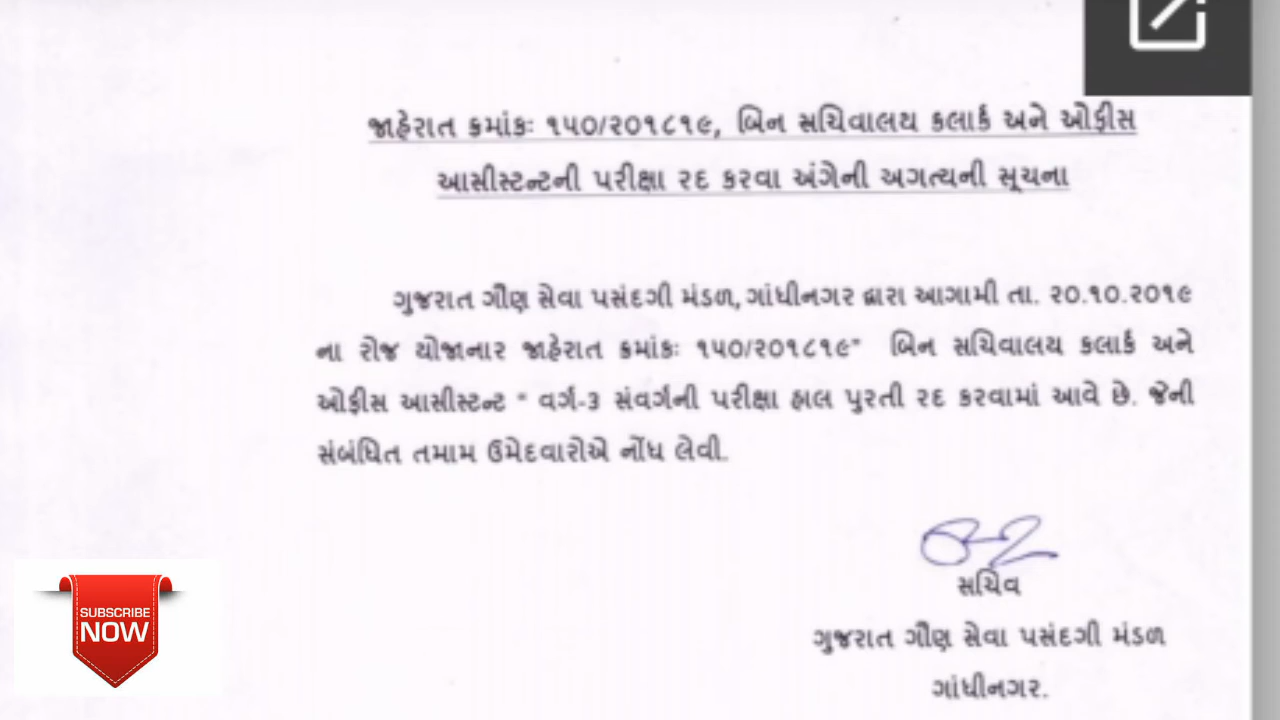 જાહેરાત ક્રમાંકઃ ૧૫૦/૨૦૧૮૧૯, બિન સચિવાલય કલાર્ક અને ઓફીસ
આસીસ્ટન્ટની પરીક્ષા રદ કરવા અંગેની અગત્યની સૂચના
ગુજરાત ગૌણ સેવા પસંદગી મંડળ, ગાંધીનગર દ્વારા આગામી તા. ૨૦.૧૦.૨૦૧૯
ના રોજ યોજાનાર જાહેરાત ક્રમાંકઃ ૧૫૦/૨૦૧૮૧૯" બિન સચિવાલય કલાર્ક અને
ઓફીસ આસીસ્ટન્ટ " વર્ગ-૩ સંવર્ગની પરીક્ષા હાલ પુરતી રદ કરવામાં આવે છે. જેની
સંબંધિત તમામ ઉમેદવારોએ નોંધ લેવી.
સચિવ
ગુજરાત ગૌણ સેવા પસંદગી મંડળ
ગાંધીનગર.
SUBSCRIBE
NOW